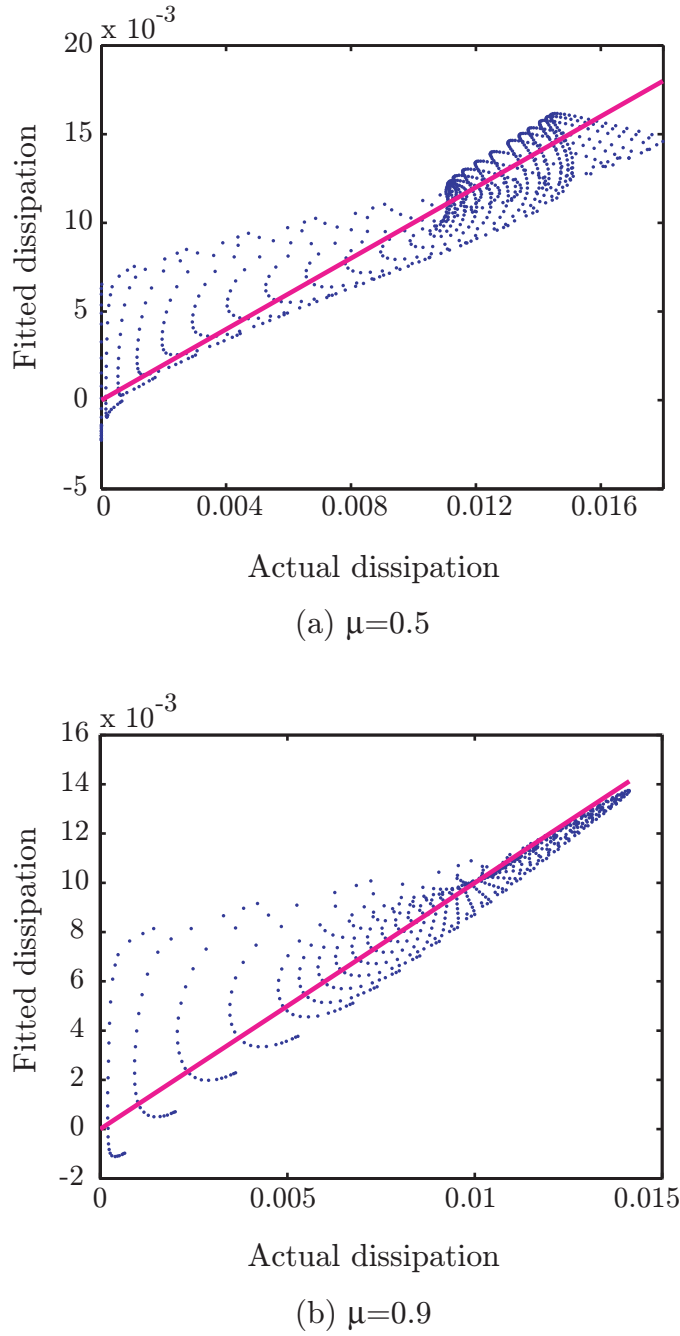 x 10⁻³
20
15
10
5
0
-5
Fitted dissipation
0 0.004 0.008 0.012 0.016
Actual dissipation
(a) μ=0.5
x 10⁻³
16
14
12
10
8
6
4
2
0
-2
Fitted dissipation
0 0.005 0.01 0.015
Actual dissipation
(b) μ=0.9